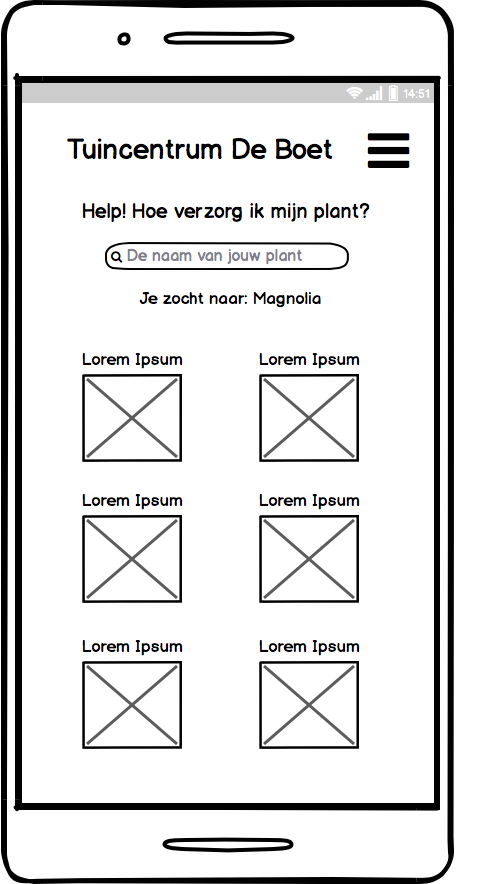 14:51
Tuincentrum De Boet
Help! Hoe verzorg ik mijn plant?
De naam van jouw plant
Je zocht naar: Magnolia
Lorem Ipsum
Lorem Ipsum
Lorem Ipsum
Lorem Ipsum
Lorem Ipsum
Lorem Ipsum